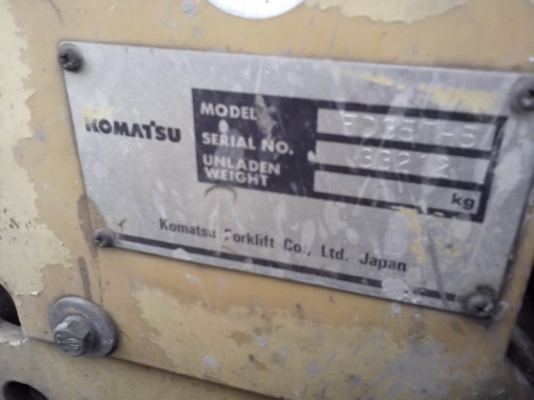 KOMATSU
MODEL
SERIAL NO.
UNLADEN
WEIGHT
kg
Komatsu Forklift Co., Ltd. Japan